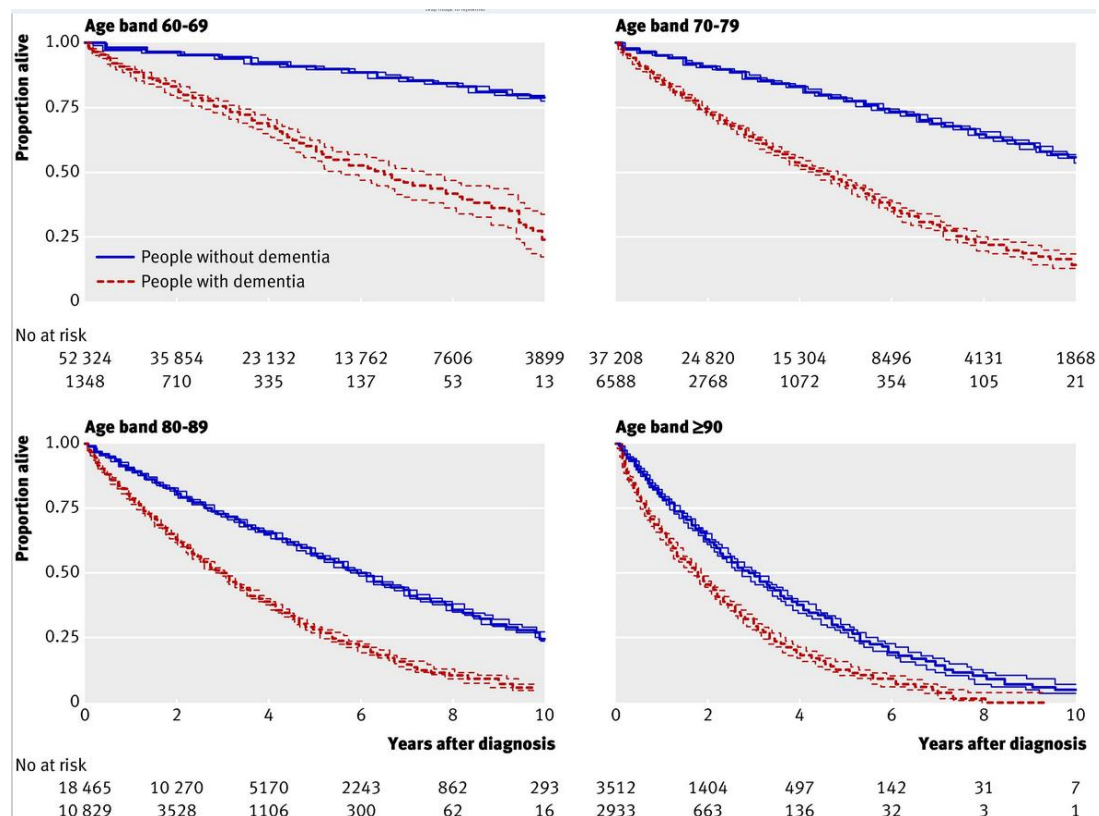 Age band 60-69
Age band 70-79
Proportion alive
1.00
0.75
0.50
0.25
0
People without dementia
People with dementia
No at risk
52 324 35 854 23 132 13 762 7606 3899 37 208 24 820 15 304 8496 4131 1868
1348 710 335 137 53 13 6588 2768 1072 354 105 21
Age band 80-89
Age band ≥90
Proportion alive
1.00
0.75
0.50
0.25
0
0 2 4 6 8 10 0 2 4 6 8 10
Years after diagnosis Years after diagnosis
No at risk
18 465 10 270 5170 2243 862 293 3512 1404 497 142 31 7
10 829 3528 1106 300 62 16 2933 663 136 32 3 1